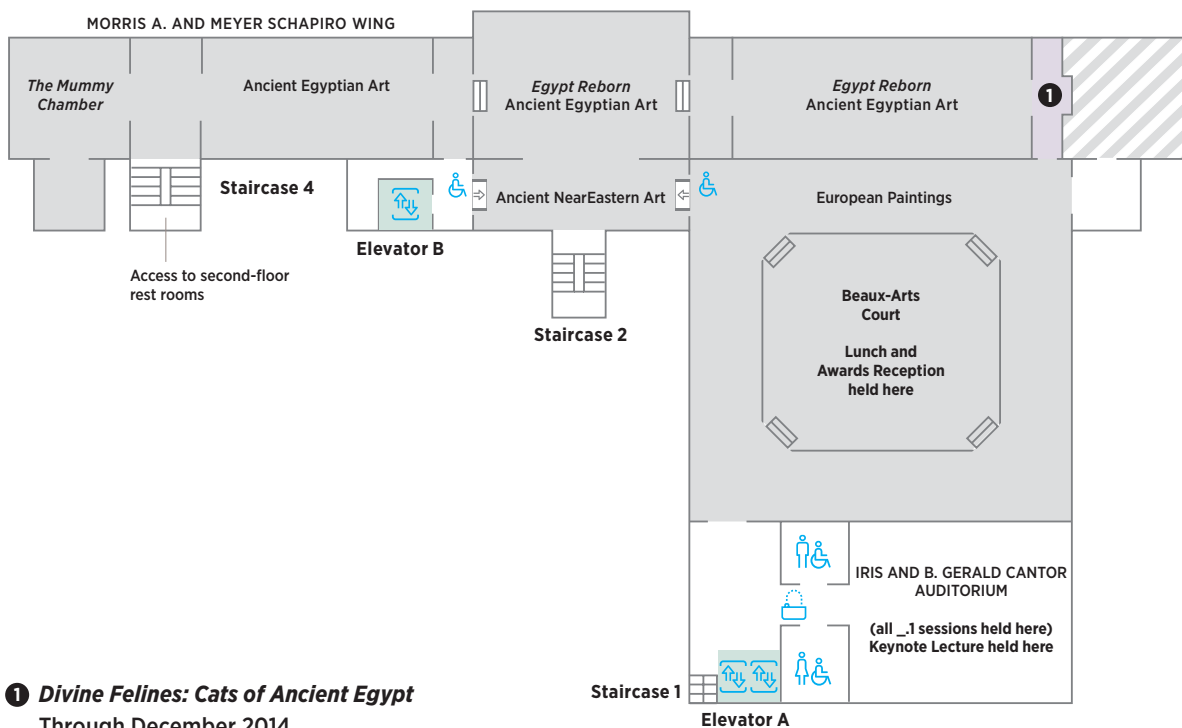 MORRIS A. AND MEYER SCHAPIRO WING
The Mummy
Chamber
Ancient Egyptian Art
Egypt Reborn
Ancient Egyptian Art
Egypt Reborn
Ancient Egyptian Art
1
Staircase 4
Ancient NearEastern Art
European Paintings
Elevator B
Access to second-floor
rest rooms
Staircase 2
Beaux-Arts
Court
Lunch and
Awards Reception
held here
IRIS AND B. GERALD CANTOR
AUDITORIUM
(all _.1 sessions held here)
Keynote Lecture held here
Staircase 1
Elevator A
1 Divine Felines: Cats of Ancient Egypt
Through December 2014